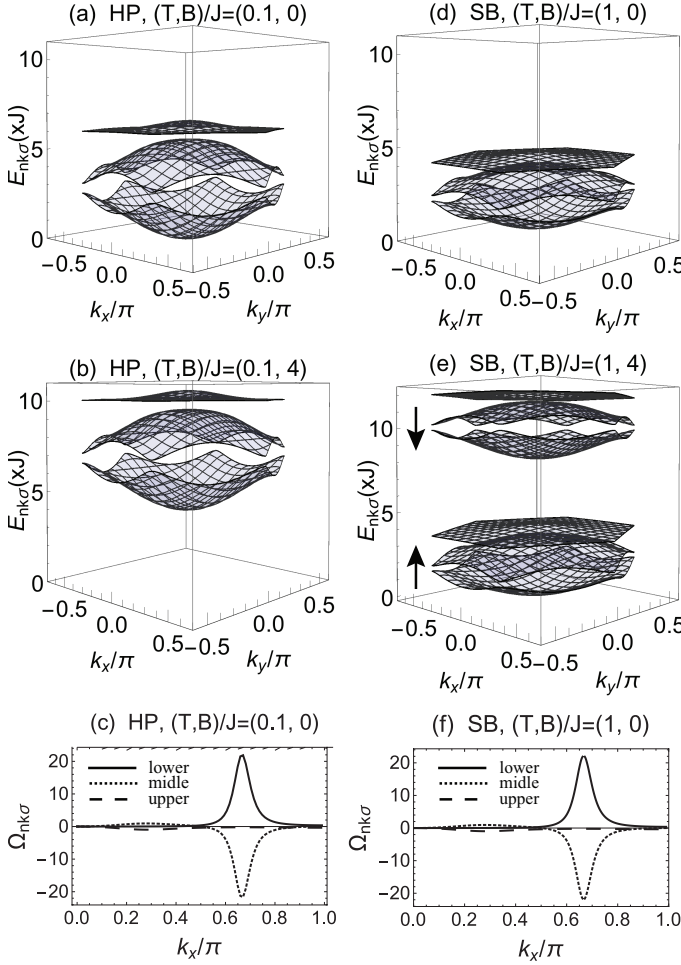 (a) HP, (T,B)/J=(0.1, 0)
10
5
0
E_nkσ(xJ)
−0.5
0.0
0.5
k_x/π
−0.5
0.0
0.5
k_y/π
(d) SB, (T,B)/J=(1, 0)
10
5
0
E_nkσ(xJ)
−0.5
0.0
0.5
k_x/π
−0.5
0.0
0.5
k_y/π
(b) HP, (T,B)/J=(0.1, 4)
10
5
0
E_nkσ(xJ)
−0.5
0.0
0.5
k_x/π
−0.5
0.0
0.5
k_y/π
(e) SB, (T,B)/J=(1, 4)
10
5
0
E_nkσ(xJ)
−0.5
0.0
0.5
k_x/π
−0.5
0.0
0.5
k_y/π
(c) HP, (T,B)/J=(0.1, 0)
20
10
0
−10
−20
Ω_nkσ
lower
midle
upper
0.0 0.2 0.4 0.6 0.8 1.0
k_x/π
(f) SB, (T,B)/J=(1, 0)
20
10
0
−10
−20
Ω_nkσ
lower
midle
upper
0.0 0.2 0.4 0.6 0.8 1.0
k_x/π